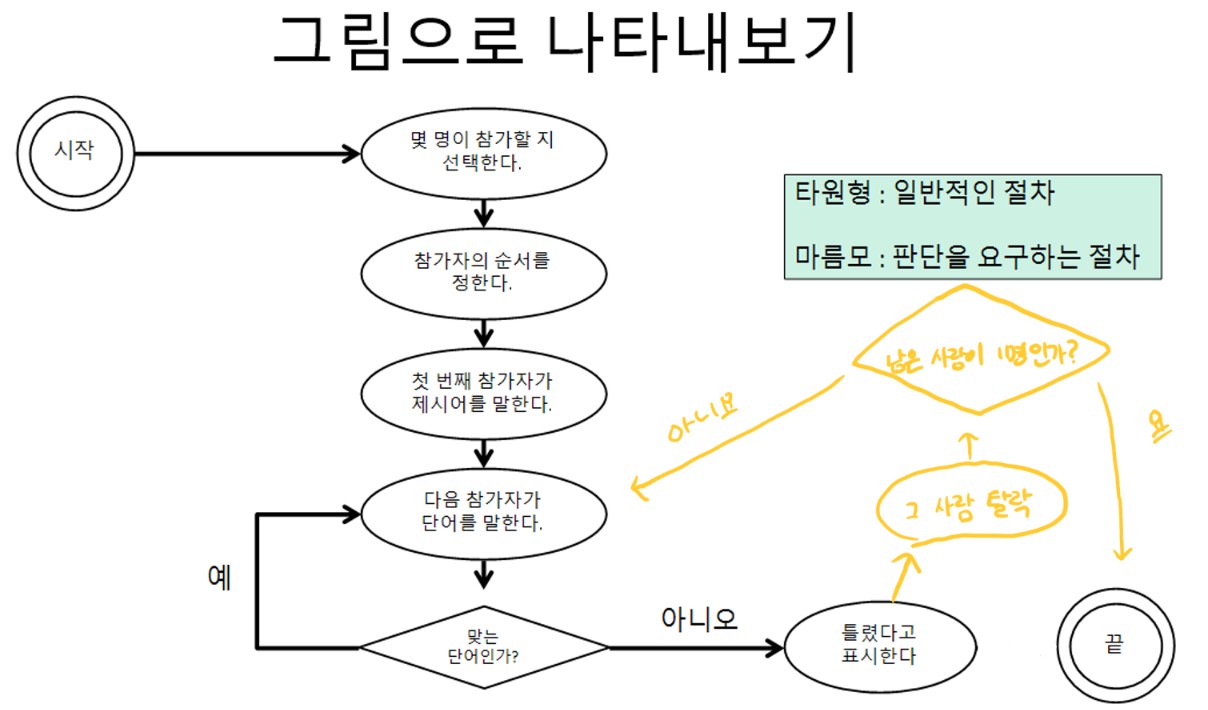 그림으로 나타내보기
시작
몇 명이 참가할 지
선택한다.
참가자의 순서를
정한다.
첫 번째 참가자가
제시어를 말한다.
다음 참가자가
단어를 말한다.
예
맞는
단어인가?
아니오
틀렸다고
표시한다
그 사람 탈락
남은 사람이 1명인가?
아니요
끝
타원형 : 일반적인 절차
마름모 : 판단을 요구하는 절차